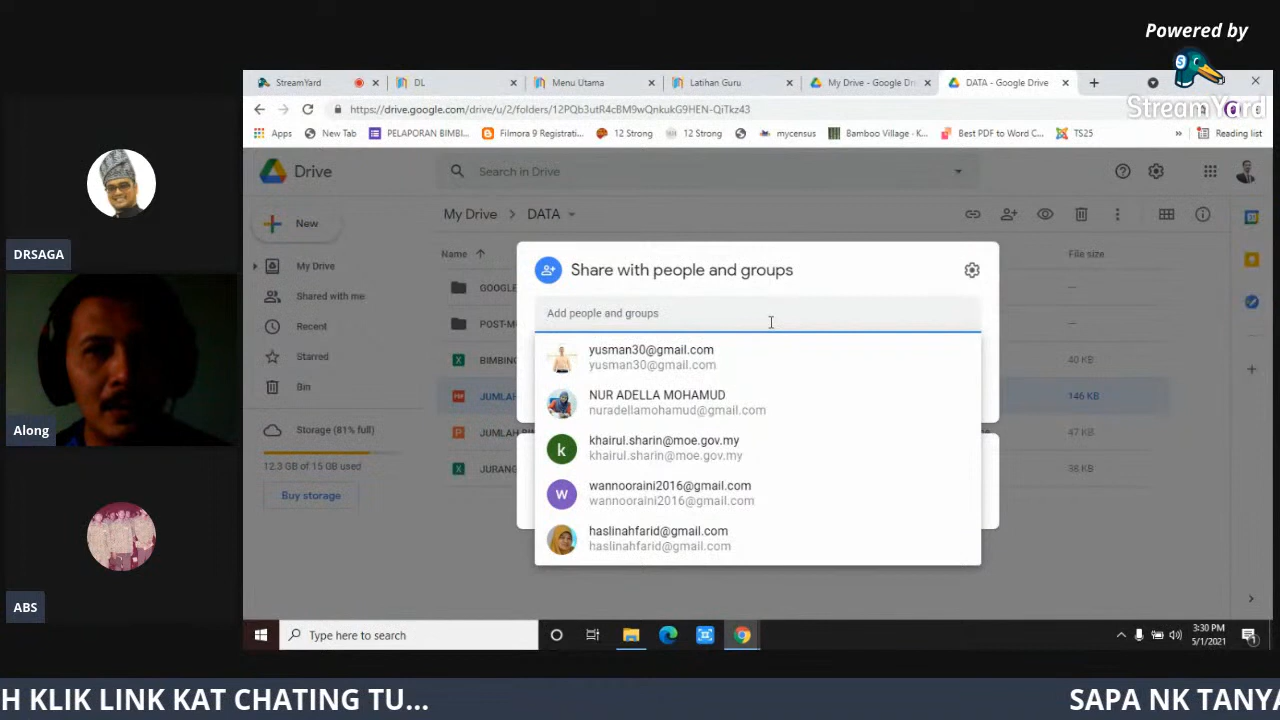 Powered by
StreamYard
StreamYard
DL
Menu Utama
Latihan Guru
My Drive - Google Dri
DATA - Google Drive
https://drive.google.com/drive/u/2/folders/12PQb3utR4cBM9wQnkukG9HEN-QiTkz43
Apps
New Tab
PELAPORAN BIMBI...
Filmora 9 Registrati...
12 Strong
12 Strong
mycensus
Bamboo Village - K...
Best PDF to Word C...
TS25
»
Reading list
Drive
Search in Drive
New
My Drive > DATA
My Drive
Shared with me
Recent
Starred
Bin
Storage (81% full)
12.3 GB of 15 GB used
Buy storage
Name
File size
GOOGLE
POST-M
BIMBING
40 KB
JUMLAH
146 KB
JUMLAH
47 KB
JURANG
38 KB
Share with people and groups
Add people and groups
yusman30@gmail.com
yusman30@gmail.com
NUR ADELLA MOHAMUD
nuradellamohamud@gmail.com
k
khairul.sharin@moe.gov.my
khairul.sharin@moe.gov.my
W
wannooraini2016@gmail.com
wannooraini2016@gmail.com
haslinahfarid@gmail.com
haslinahfarid@gmail.com
DRSAGA
Along
ABS
Type here to search
3:30 PM
5/1/2021
H KLIK LINK KAT CHATING TU...
SAPA NK TANYA